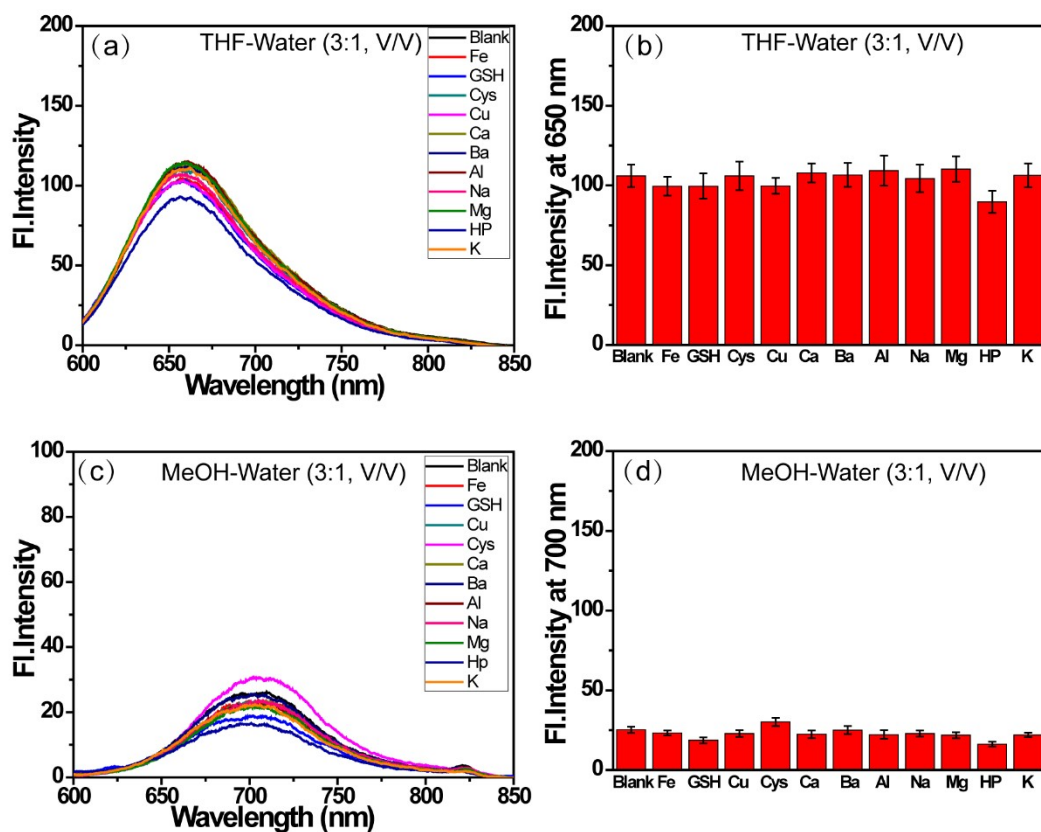 (a)
THF-Water (3:1, V/V)
Fl.Intensity
200
150
100
50
0
Blank
Fe
GSH
Cys
Cu
Ca
Ba
Al
Na
Mg
HP
K
600 650 700 750 800 850
Wavelength (nm)
(b)
THF-Water (3:1, V/V)
Fl.Intensity at 650 nm
200
150
100
50
0
Blank Fe GSH Cys Cu Ca Ba Al Na Mg HP K
(c)
MeOH-Water (3:1, V/V)
Fl.Intensity
100
80
60
40
20
0
Blank
Fe
GSH
Cu
Cys
Ca
Ba
Al
Na
Mg
Hp
K
600 650 700 750 800 850
Wavelength (nm)
(d)
MeOH-Water (3:1, V/V)
Fl.Intensity at 700 nm
200
150
100
50
0
Blank Fe GSH Cu Cys Ca Ba Al Na Mg HP K